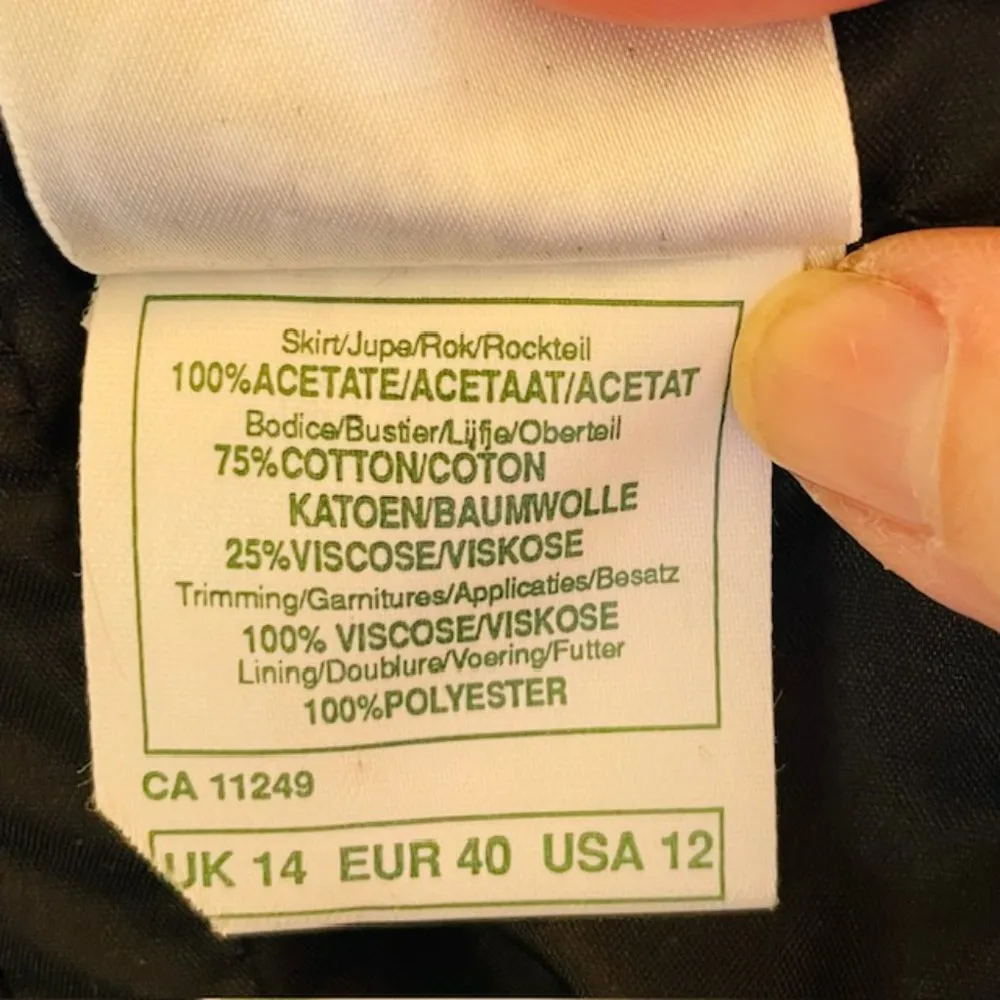 Skirt/Jupe/Rok/Rockteil
100%ACETATE/ACETAAT/ACETAT
Bodice/Bustier/Lijfje/Oberteil
75%COTTON/COTON
KATOEN/BAUMWOLLE
25%VISCOSE/VISKOSE
Trimming/Garnitures/Applicaties/Besatz
100% VISCOSE/VISKOSE
Lining/Doublure/Voering/Futter
100%POLYESTER
CA 11249
UK 14 EUR 40 USA 12